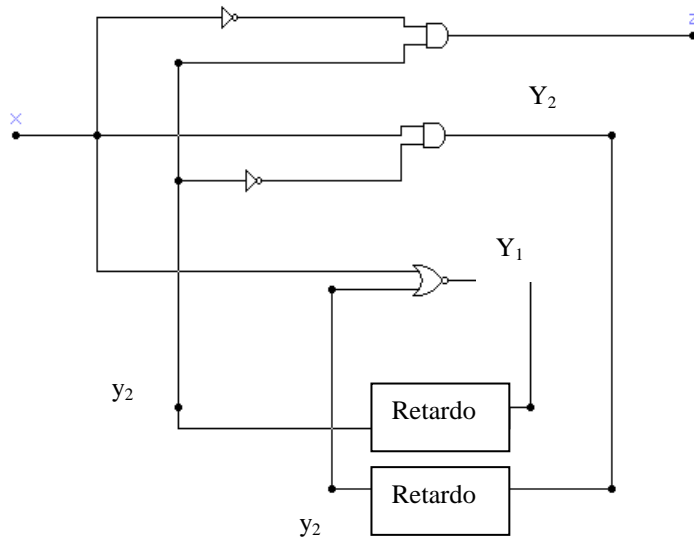 z
Y₂
x
Y₁
y₂
Retardo
Retardo
y₂